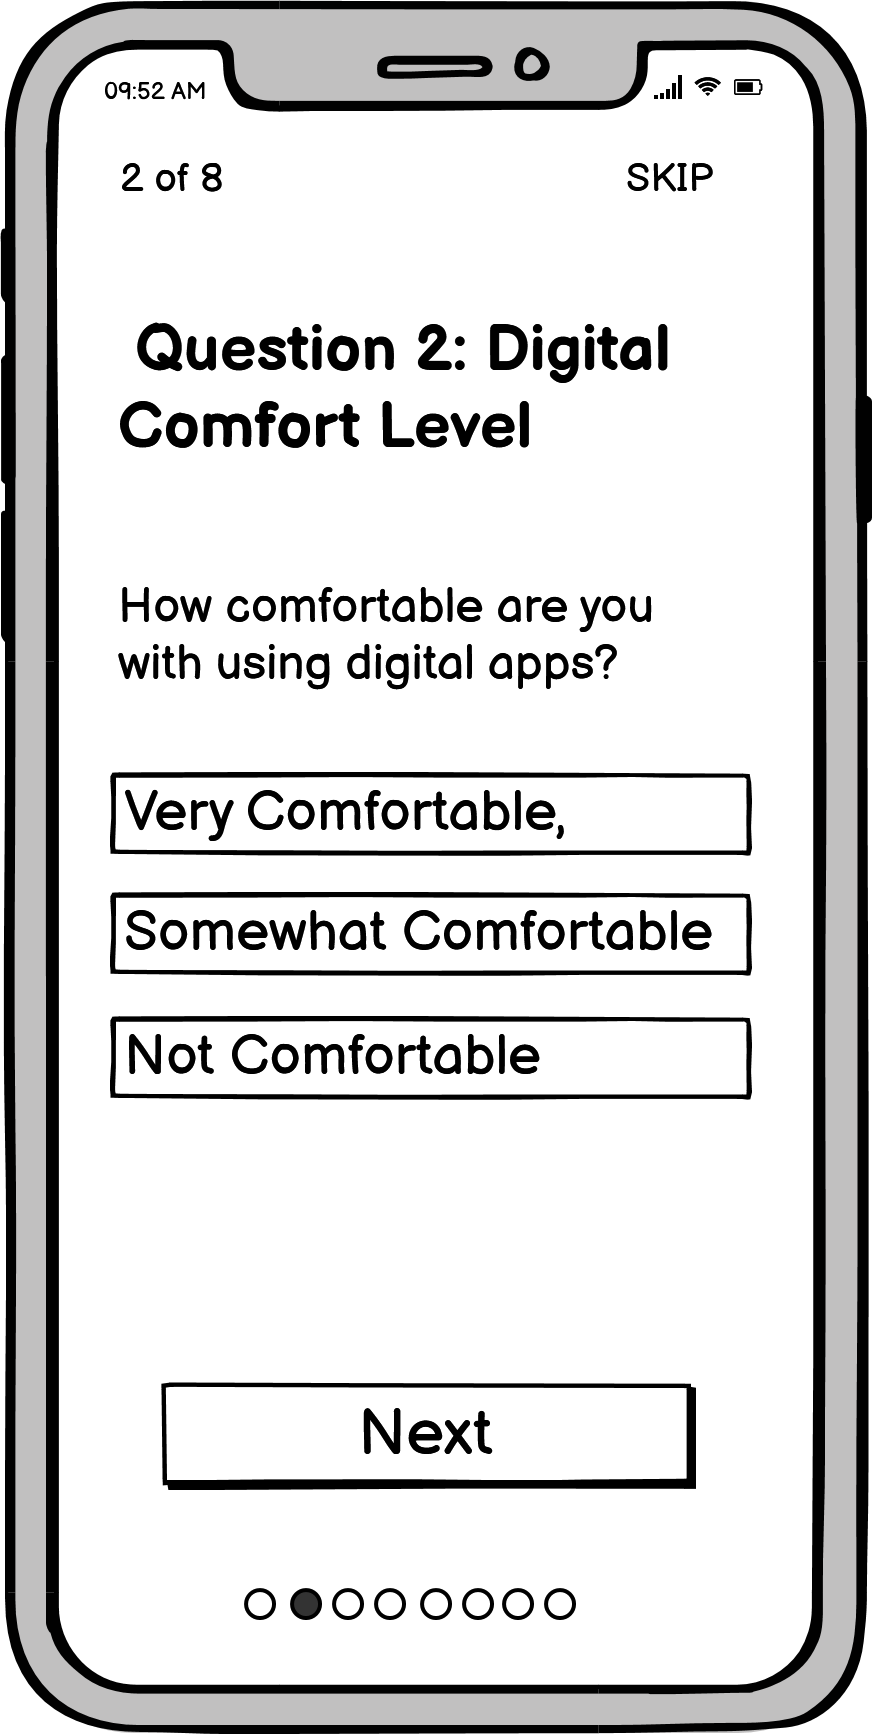 09:52 AM
2 of 8
SKIP
Question 2: Digital
Comfort Level
How comfortable are you
with using digital apps?
Very Comfortable,
Somewhat Comfortable
Not Comfortable
Next